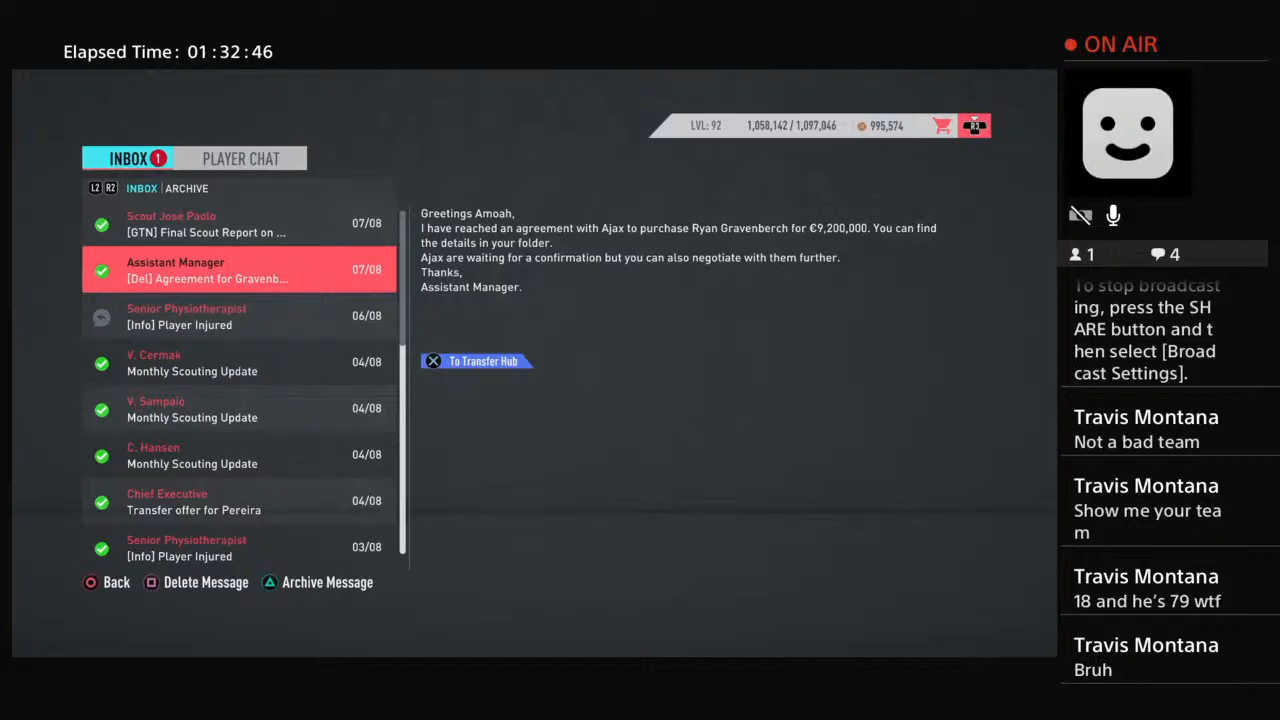 Elapsed Time: 01:32:46
ON AIR
LVL: 92 1,058,142 / 1,097,046 995,574 R3
INBOX 1 PLAYER CHAT
L2 R2 INBOX | ARCHIVE
Scout Jose Paolo
[GTN] Final Scout Report on ...
07/08
Assistant Manager
[Del] Agreement for Gravenb...
07/08
Senior Physiotherapist
[Info] Player Injured
06/08
V. Cermak
Monthly Scouting Update
04/08
V. Sampaio
Monthly Scouting Update
04/08
C. Hansen
Monthly Scouting Update
04/08
Chief Executive
Transfer offer for Pereira
04/08
Senior Physiotherapist
[Info] Player Injured
03/08
Greetings Amoah,
I have reached an agreement with Ajax to purchase Ryan Gravenberch for €9,200,000. You can find
the details in your folder.
Ajax are waiting for a confirmation but you can also negotiate with them further.
Thanks,
Assistant Manager.
To Transfer Hub
Back Delete Message Archive Message
1 4
To stop broadcast
ing, press the SH
ARE button and t
hen select [Broad
cast Settings].
Travis Montana
Not a bad team
Travis Montana
Show me your tea
m
Travis Montana
18 and he's 79 wtf
Travis Montana
Bruh